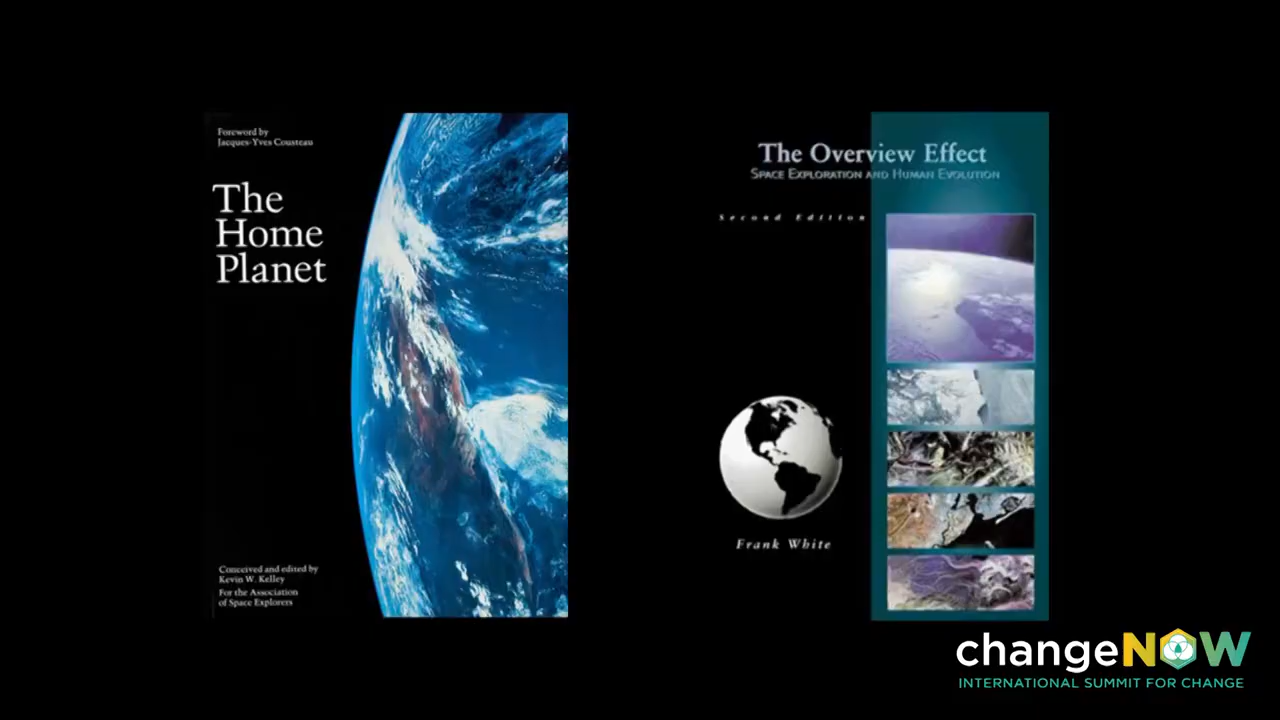 Foreword by
Jacques-Yves Cousteau
The
Home
Planet
Conceived and edited by
Kevin W. Kelley
For the Association
of Space Explorers
The Overview Effect
SPACE EXPLORATION AND HUMAN EVOLUTION
Second Edition
Frank White
changeNOW
INTERNATIONAL SUMMIT FOR CHANGE